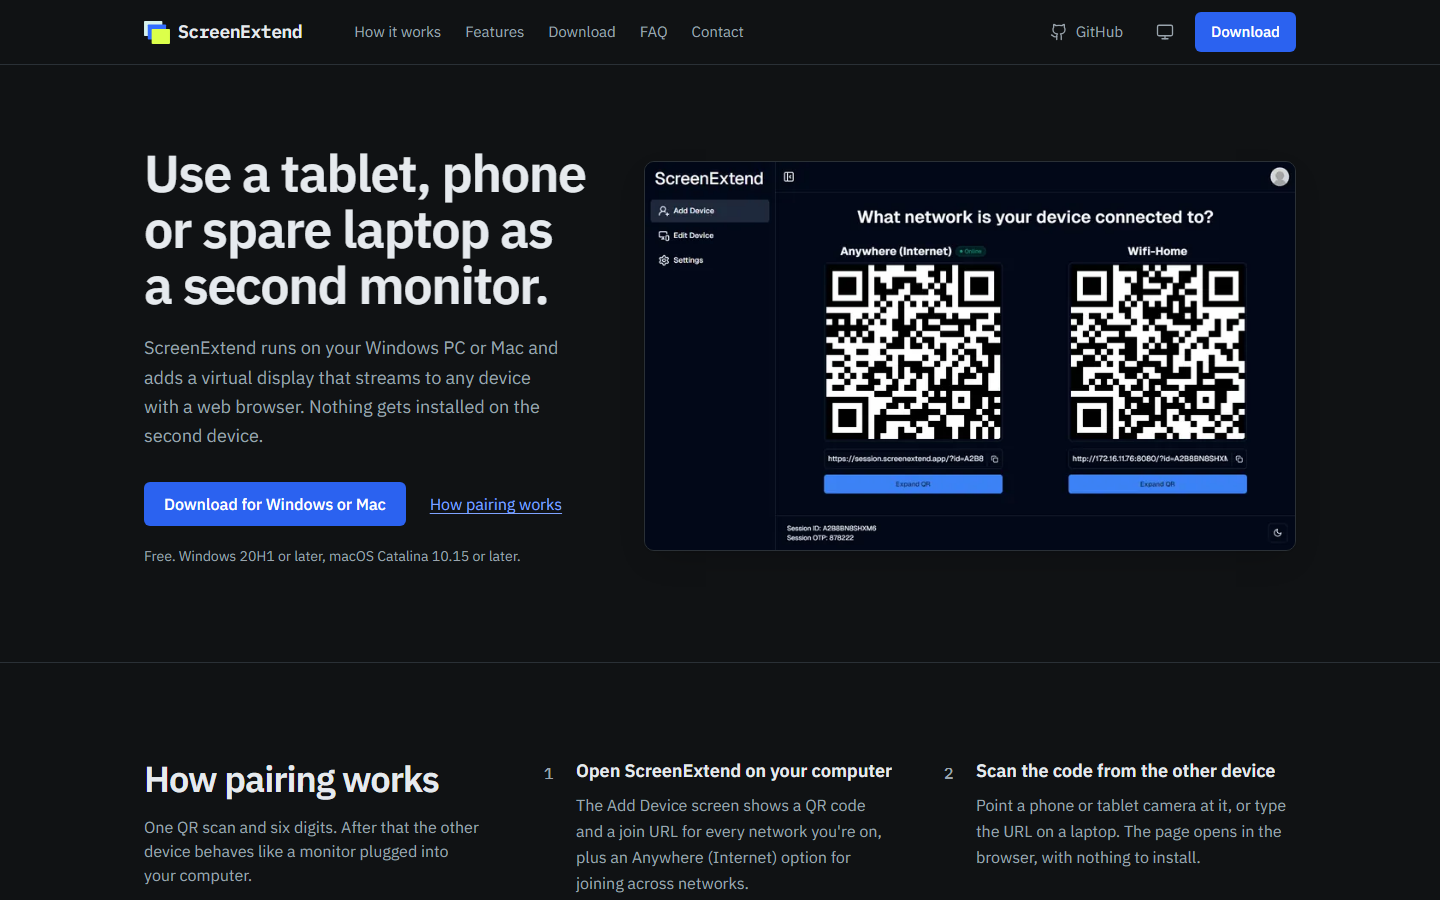 ScreenExtend
How it works
Features
Download
FAQ
Contact
GitHub
Download
Use a tablet, phone
or spare laptop as
a second monitor.
ScreenExtend runs on your Windows PC or Mac and
adds a virtual display that streams to any device
with a web browser. Nothing gets installed on the
second device.
Download for Windows or Mac
How pairing works
Free. Windows 20H1 or later, macOS Catalina 10.15 or later.
ScreenExtend
Add Device
Edit Device
Settings
What network is your device connected to?
Anywhere (Internet)
Online
Wifi-Home
https://session.screenextend.app/?id=A2B8
http://172.16.11.76:8080/?id=A2B8BN8SHXM
Expand QR
Expand QR
Session ID: A2B8BN8SHXM6
Session OTP: 878222
How pairing works
One QR scan and six digits. After that the other
device behaves like a monitor plugged into
your computer.
1
Open ScreenExtend on your computer
The Add Device screen shows a QR code
and a join URL for every network you're on,
plus an Anywhere (Internet) option for
joining across networks.
2
Scan the code from the other device
Point a phone or tablet camera at it, or type
the URL on a laptop. The page opens in the
browser, with nothing to install.